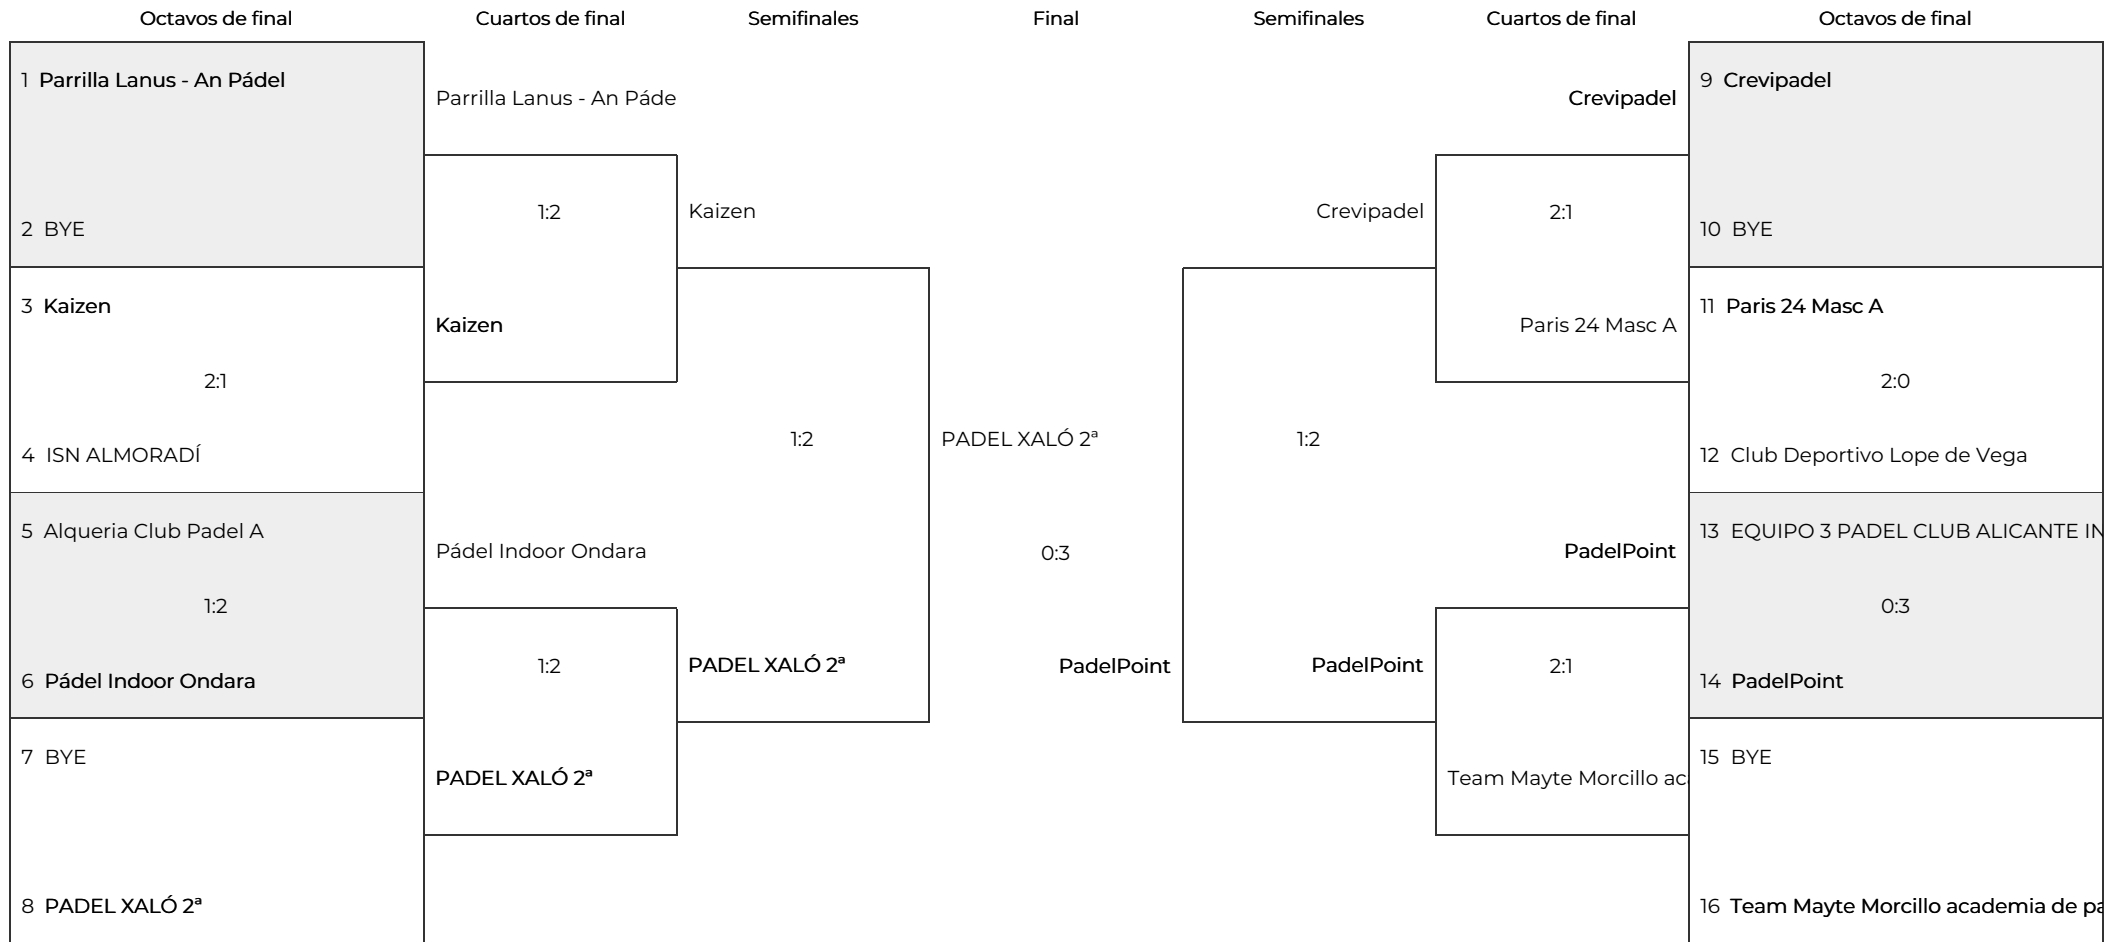 Octavos de final
Cuartos de final
Semifinales
Final
Semifinales
Cuartos de final
Octavos de final
1 Parrilla Lanus - An Pádel
2 BYE
3 Kaizen
2:1
4 ISN ALMORADÍ
5 Alqueria Club Padel A
1:2
6 Pádel Indoor Ondara
7 BYE
8 PADEL XALÓ 2ª
Parrilla Lanus - An Páde
1:2
Kaizen
Pádel Indoor Ondara
1:2
PADEL XALÓ 2ª
Kaizen
1:2
PADEL XALÓ 2ª
PADEL XALÓ 2ª
0:3
PadelPoint
Crevipadel
1:2
PadelPoint
Crevipadel
2:1
Paris 24 Masc A
PadelPoint
2:1
Team Mayte Morcillo aca
9 Crevipadel
10 BYE
11 Paris 24 Masc A
2:0
12 Club Deportivo Lope de Vega
13 EQUIPO 3 PADEL CLUB ALICANTE IN
0:3
14 PadelPoint
15 BYE
16 Team Mayte Morcillo academia de pa